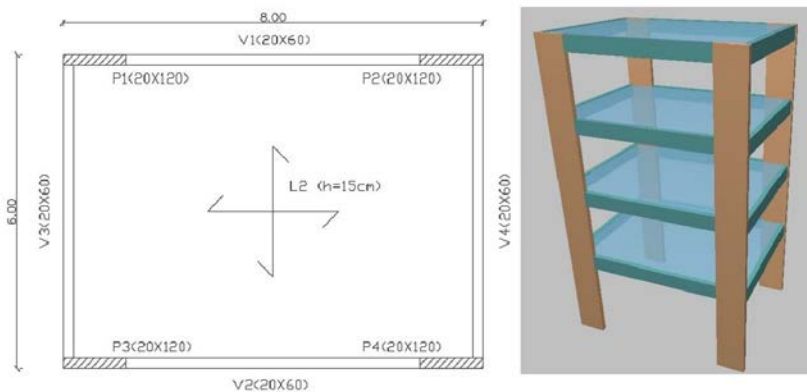 8.00
V1(20X60)
P1(20X120)
P2(20X120)
6.00
V3(20X60)
L2 (h=15cm)
V4(20X60)
P3(20X120)
P4(20X120)
V2(20X60)